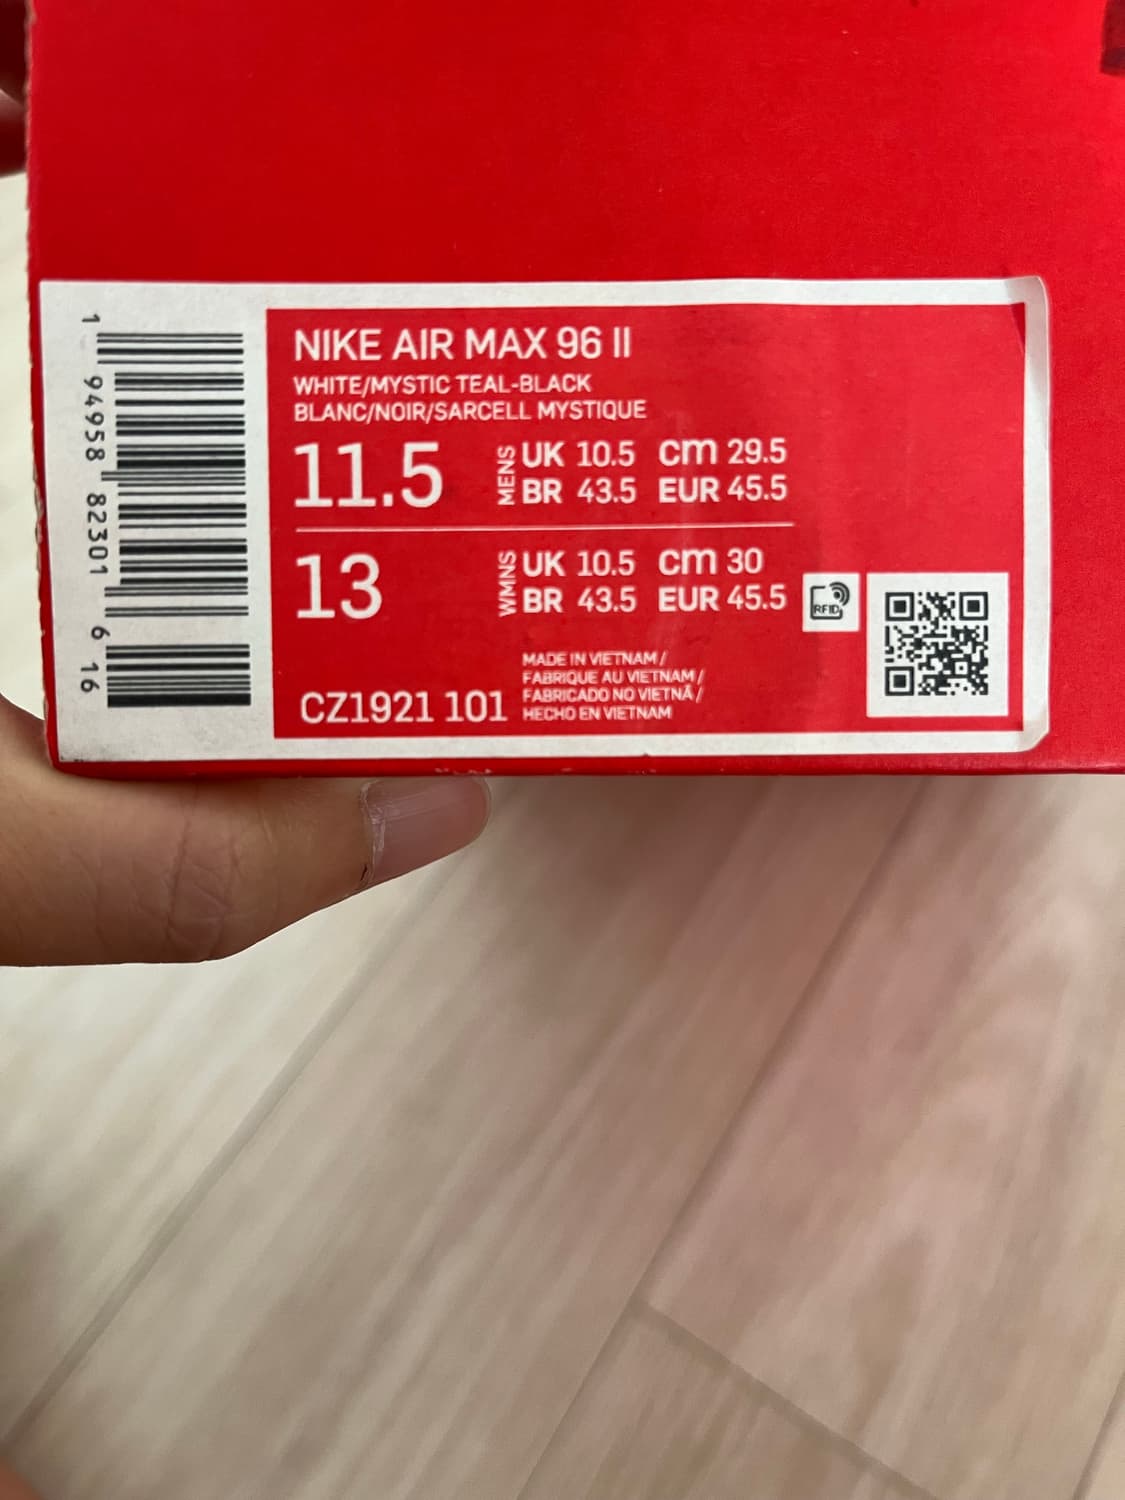 1 94958 82301 6 16
NIKE AIR MAX 96 II
WHITE/MYSTIC TEAL-BLACK
BLANC/NOIR/SARCELL MYSTIQUE
11.5
MENS
UK 10.5 cm 29.5
BR 43.5 EUR 45.5
13
WMNS
UK 10.5 cm 30
BR 43.5 EUR 45.5
RFID
CZ1921 101
MADE IN VIETNAM /
FABRIQUE AU VIETNAM /
FABRICADO NO VIETNÃ /
HECHO EN VIETNAM